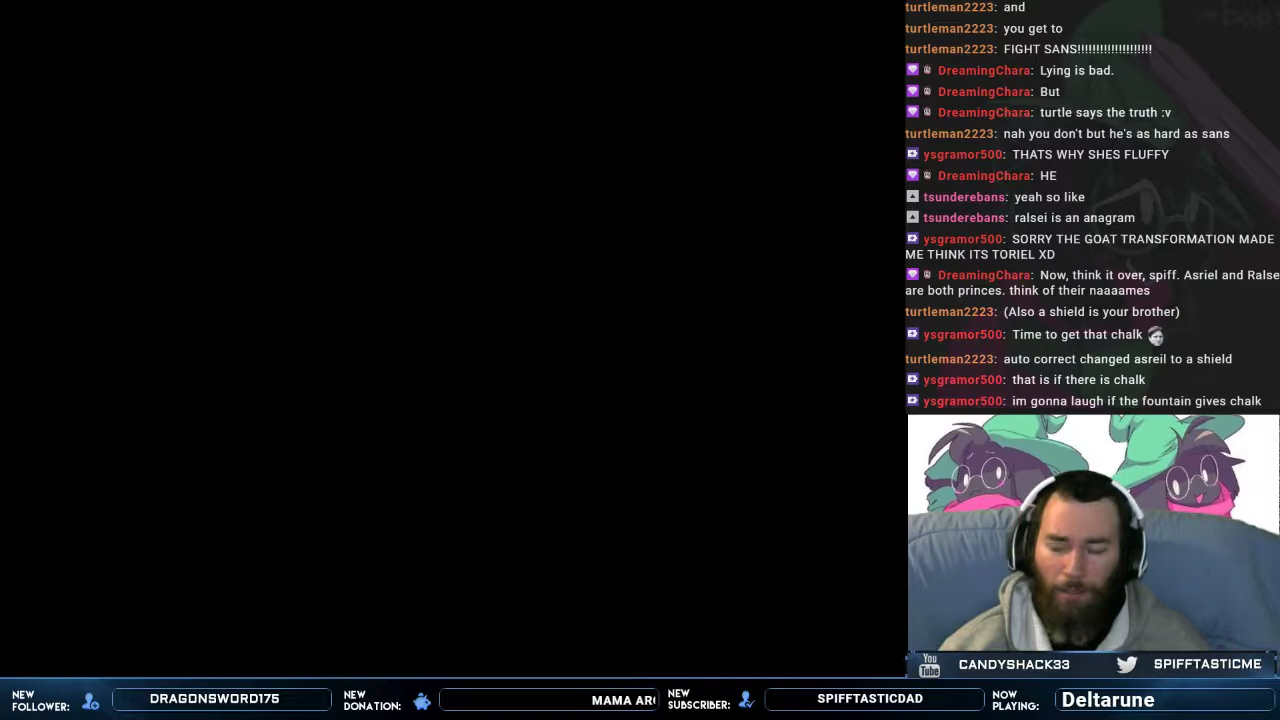 turtleman2223: and
turtleman2223: you get to
turtleman2223: FIGHT SANS!!!!!!!!!!!!!!!!!!!!
DreamingChara: Lying is bad.
DreamingChara: But
DreamingChara: turtle says the truth :v
turtleman2223: nah you don't but he's as hard as sans
ysgramor500: THATS WHY SHES FLUFFY
DreamingChara: HE
tsunderebans: yeah so like
tsunderebans: ralsei is an anagram
ysgramor500: SORRY THE GOAT TRANSFORMATION MADE
ME THINK ITS TORIEL XD
DreamingChara: Now, think it over, spiff. Asriel and Ralse
are both princes. think of their naaaames
turtleman2223: (Also a shield is your brother)
ysgramor500: Time to get that chalk
turtleman2223: auto correct changed asreil to a shield
ysgramor500: that is if there is chalk
ysgramor500: im gonna laugh if the fountain gives chalk
You Tube CANDYSHACK33 SPIFFTASTICME
NEW FOLLOWER: DRAGONSWORD175 NEW DONATION: MAMA AR NEW SUBSCRIBER: SPIFFTASTICDAD NOW PLAYING: Deltarune